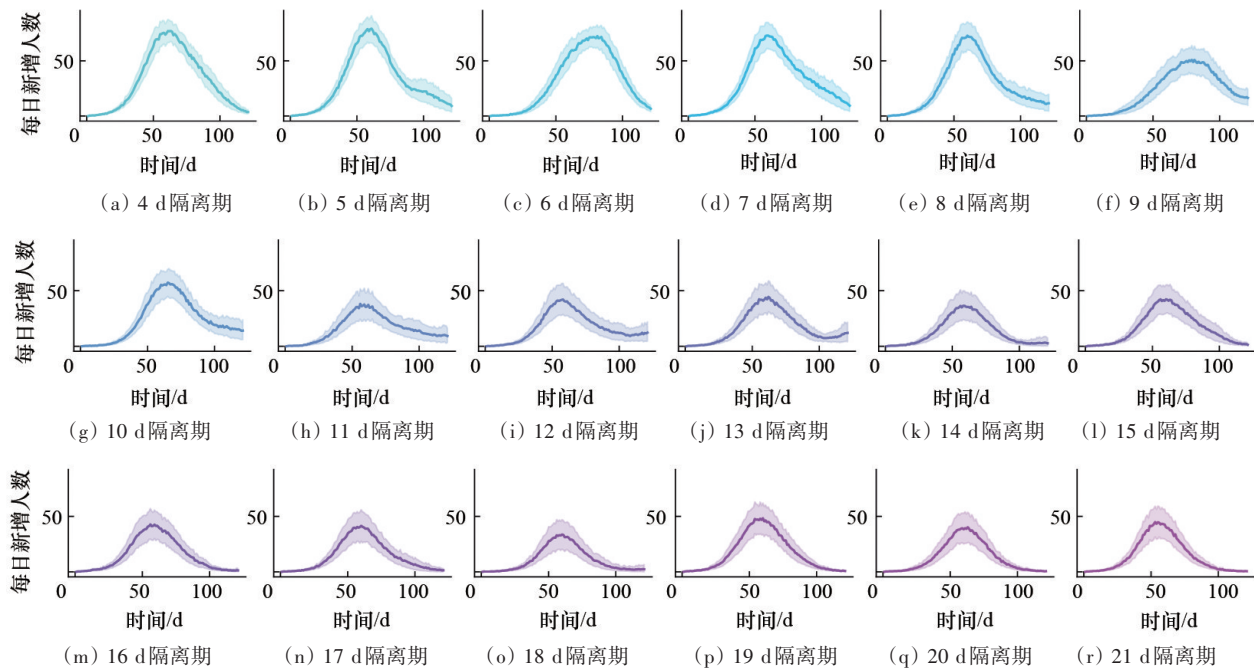 每日新增人数
50 50 50 50 50 50
0 50 100 0 50 100 0 50 100 0 50 100 0 50 100 0 50 100
时间/d 时间/d 时间/d 时间/d 时间/d 时间/d
(a) 4 d隔离期 (b) 5 d隔离期 (c) 6 d隔离期 (d) 7 d隔离期 (e) 8 d隔离期 (f) 9 d隔离期
每日新增人数
50 50 50 50 50 50
0 50 100 0 50 100 0 50 100 0 50 100 0 50 100 0 50 100
时间/d 时间/d 时间/d 时间/d 时间/d 时间/d
(g) 10 d隔离期 (h) 11 d隔离期 (i) 12 d隔离期 (j) 13 d隔离期 (k) 14 d隔离期 (l) 15 d隔离期
每日新增人数
50 50 50 50 50 50
0 50 100 0 50 100 0 50 100 0 50 100 0 50 100 0 50 100
时间/d 时间/d 时间/d 时间/d 时间/d 时间/d
(m) 16 d隔离期 (n) 17 d隔离期 (o) 18 d隔离期 (p) 19 d隔离期 (q) 20 d隔离期 (r) 21 d隔离期